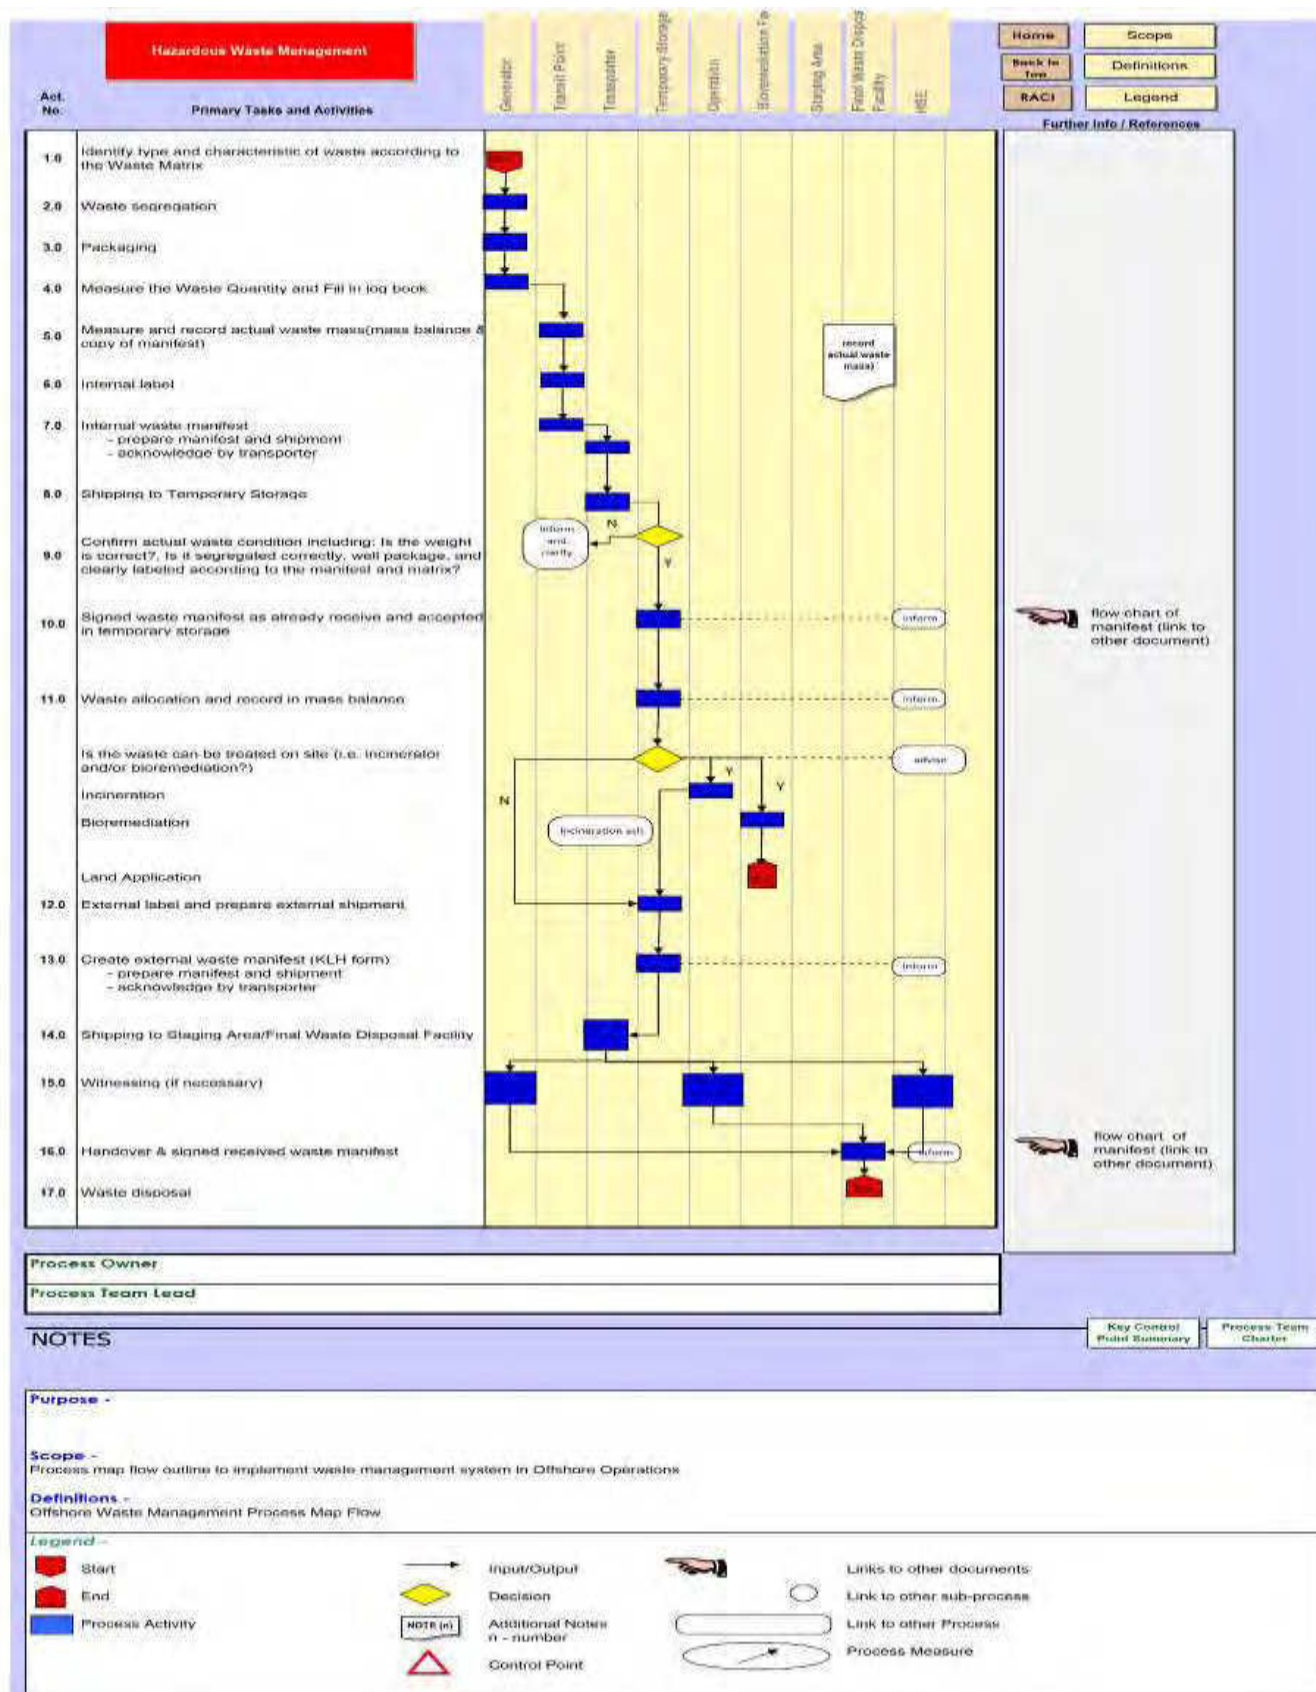 Hazardous Waste Management
Generator
Transit Point
Transporter
Temporary Storage
Operation
Bioremediation Fa
Staging Area
Final Waste Dispos
Facility
HSE
Home
Scope
Back to
Top
Definitions
RACI
Legend
Act.
No.
Primary Tasks and Activities
Further Info / References
1.0 Identify type and characteristic of waste according to
the Waste Matrix
2.0 Waste segregation
3.0 Packaging
4.0 Measure the Waste Quantity and Fill in log book
5.0 Measure and record actual waste mass(mass balance &
copy of manifest)
record
actual waste
mass)
6.0 Internal label
7.0 Internal waste manifest
- prepare manifest and shipment
- acknowledge by transporter
8.0 Shipping to Temporary Storage
N
inform
and
clarify
9.0 Confirm actual waste condition including: Is the weight
is correct?, Is it segregated correctly, well package, and
clearly labeled according to the manifest and matrix?
Y
10.0 Signed waste manifest as already receive and accepted
in temporary storage
inform
flow chart of
manifest (link to
other document)
11.0 Waste allocation and record in mass balance
inform
Is the waste can be treated on site (i.e. incinerator
and/or bioremediation?)
advise
Y
Y
N
Incineration
Bioremediation
Incineration ash
Land Application
12.0 External label and prepare external shipment
13.0 Create external waste manifest (KLH form)
- prepare manifest and shipment
- acknowledge by transporter
inform
14.0 Shipping to Staging Area/Final Waste Disposal Facility
15.0 Witnessing (if necessary)
16.0 Handover & signed received waste manifest
inform
flow chart of
manifest (link to
other document)
17.0 Waste disposal
Process Owner
Process Team Lead
NOTES
Key Control
Point Summary
Process Team
Charter
Purpose -
Scope -
Process map flow outline to implement waste management system in Offshore Operations
Definitions -
Offshore Waste Management Process Map Flow
Legend -
Start
Input/Output
Links to other documents
End
Decision
Link to other sub-process
Process Activity
NOTE (n)
Additional Notes
n - number
Link to other Process
Control Point
Process Measure